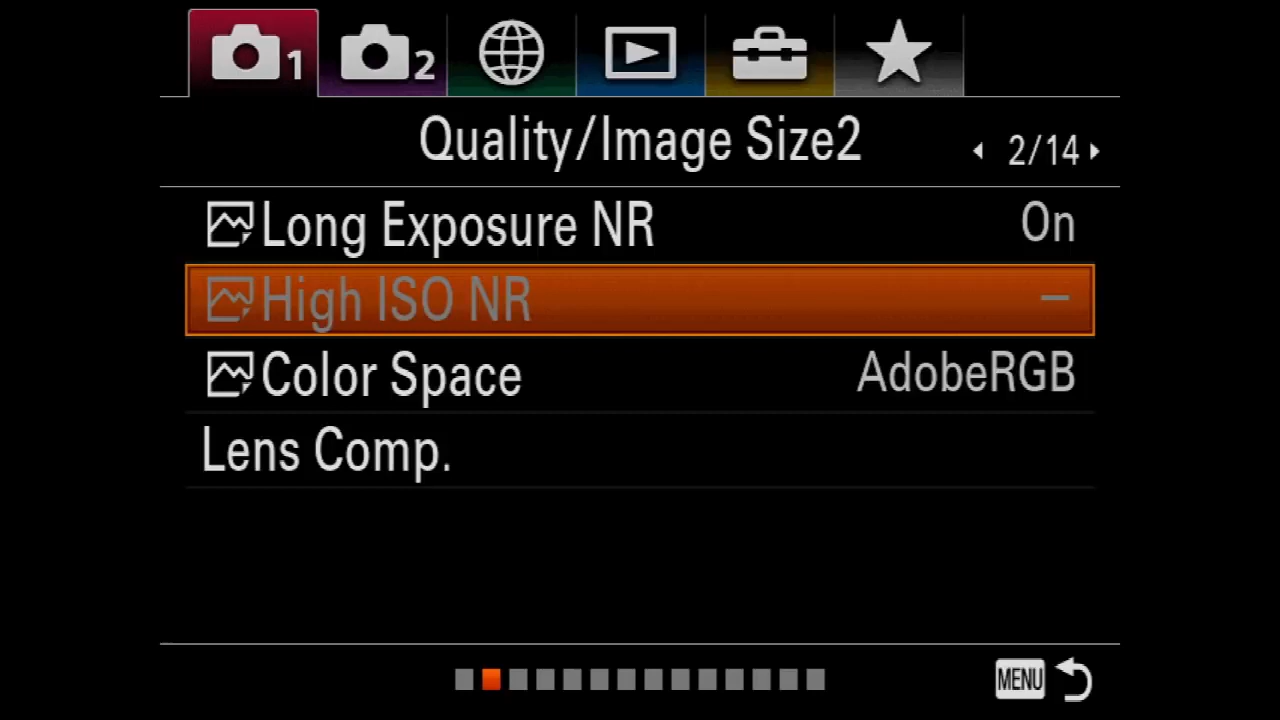 1 2
Quality/Image Size2 2/14
Long Exposure NR On
High ISO NR –
Color Space AdobeRGB
Lens Comp.
MENU